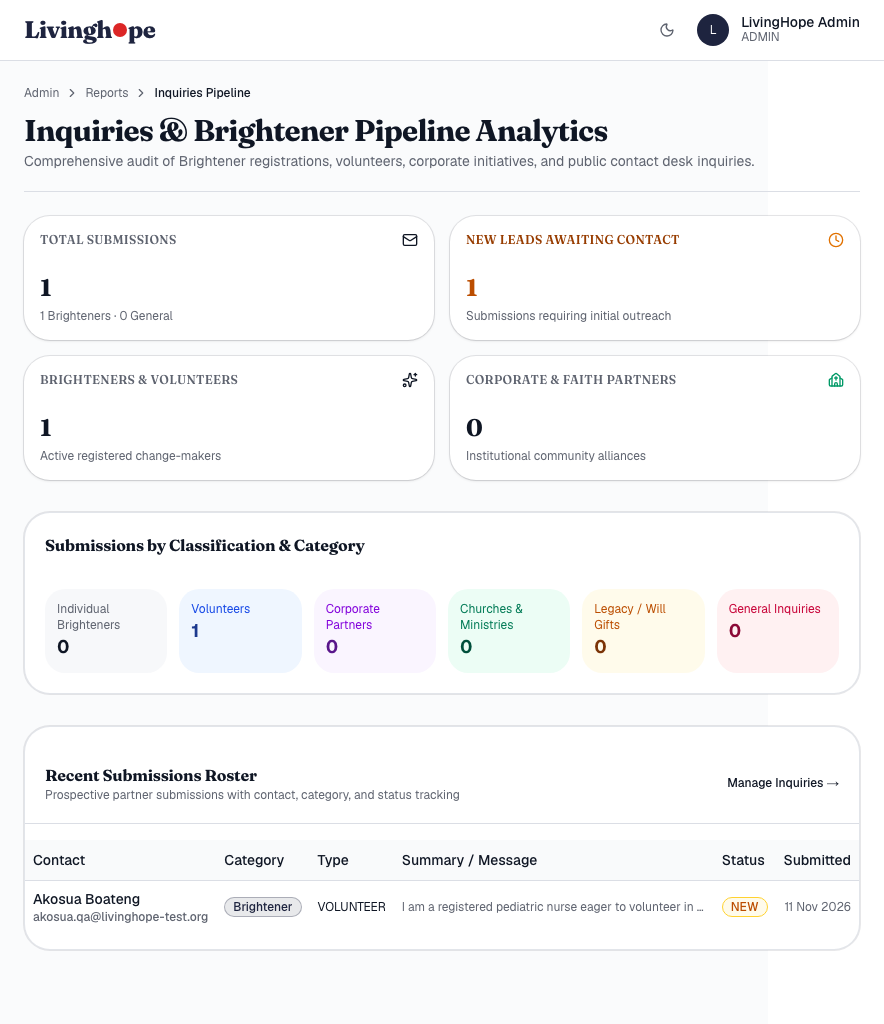 Livinghope
L
LivingHope Admin
ADMIN
Admin > Reports > Inquiries Pipeline
Inquiries & Brightener Pipeline Analytics
Comprehensive audit of Brightener registrations, volunteers, corporate initiatives, and public contact desk inquiries.
TOTAL SUBMISSIONS
1
1 Brighteners · 0 General
NEW LEADS AWAITING CONTACT
1
Submissions requiring initial outreach
BRIGHTENERS & VOLUNTEERS
1
Active registered change-makers
CORPORATE & FAITH PARTNERS
0
Institutional community alliances
Submissions by Classification & Category
Individual
Brighteners
0
Volunteers
1
Corporate
Partners
0
Churches &
Ministries
0
Legacy / Will
Gifts
0
General Inquiries
0
Recent Submissions Roster
Prospective partner submissions with contact, category, and status tracking
Manage Inquiries →
Contact Category Type Summary / Message Status Submitted
Akosua Boateng
akosua.qa@livinghope-test.org
Brightener VOLUNTEER I am a registered pediatric nurse eager to volunteer in … NEW 11 Nov 2026